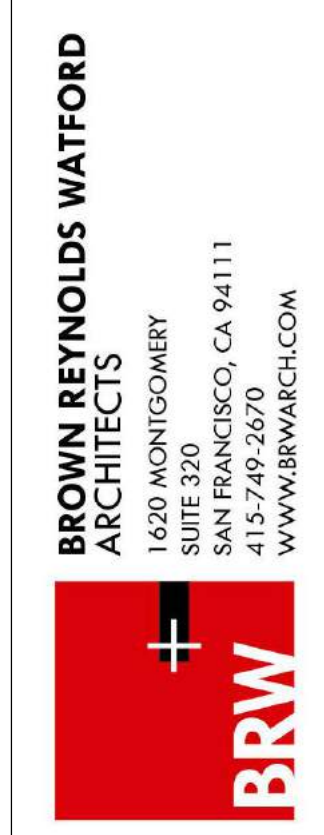 BROWN REYNOLDS WATFORD
ARCHITECTS
1620 MONTGOMERY
SUITE 320
SAN FRANCISCO, CA 94111
415-749-2670
WWW.BRWARCH.COM
BRW